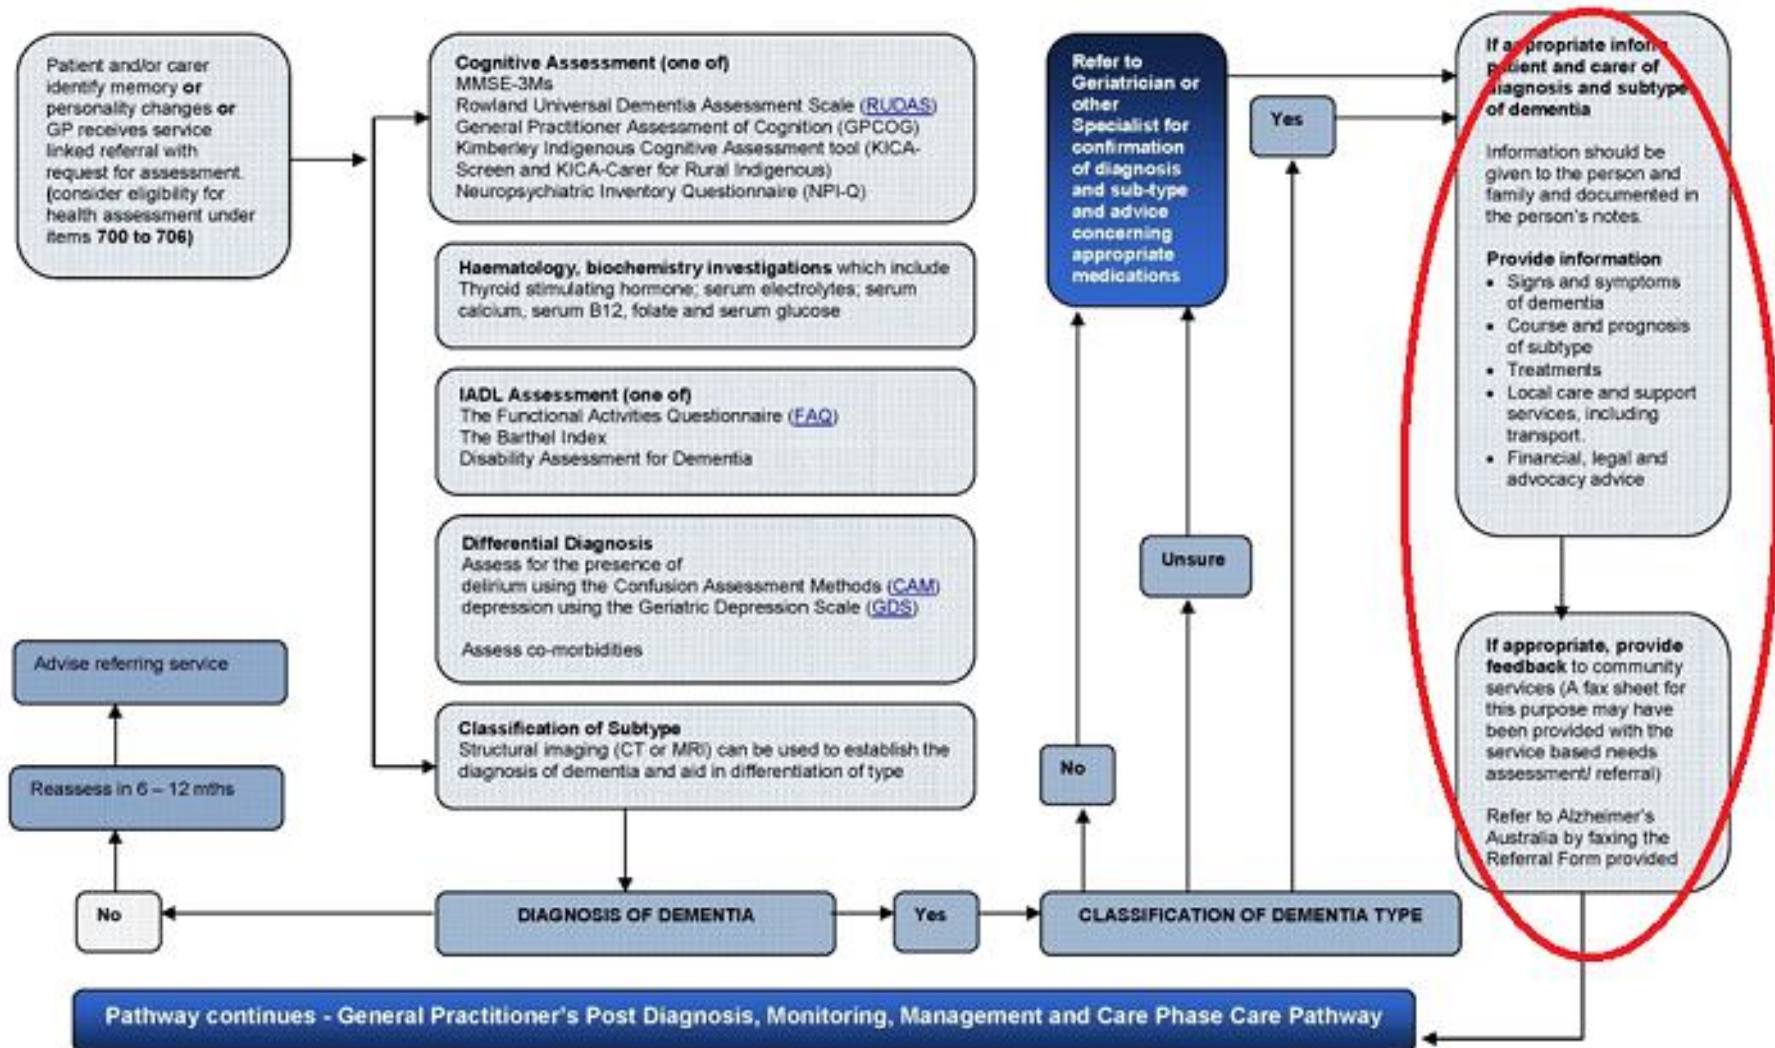 Patient and/or carer
identify memory or
personality changes or
GP receives service
linked referral with
request for assessment.
(consider eligibility for
health assessment under
items 700 to 706)
Cognitive Assessment (one of)
MMSE-3Ms
Rowland Universal Dementia Assessment Scale (RUDAS)
General Practitioner Assessment of Cognition (GPCOG)
Kimberley Indigenous Cognitive Assessment tool (KICA-
Screen and KICA-Carer for Rural Indigenous)
Neuropsychiatric Inventory Questionnaire (NPI-Q)
Haematology, biochemistry investigations which include
Thyroid stimulating hormone; serum electrolytes; serum
calcium, serum B12, folate and serum glucose
IADL Assessment (one of)
The Functional Activities Questionnaire (FAQ)
The Barthel Index
Disability Assessment for Dementia
Differential Diagnosis
Assess for the presence of
delirium using the Confusion Assessment Methods (CAM)
depression using the Geriatric Depression Scale (GDS)
Assess co-morbidities
Classification of Subtype
Structural imaging (CT or MRI) can be used to establish the
diagnosis of dementia and aid in differentiation of type
Advise referring service
Reassess in 6 – 12 mths
No
DIAGNOSIS OF DEMENTIA
Yes
CLASSIFICATION OF DEMENTIA TYPE
No
Unsure
Yes
Refer to
Geriatrician or
other
Specialist for
confirmation
of diagnosis
and sub-type
and advice
concerning
appropriate
medications
If appropriate inform
patient and carer of
diagnosis and subtype
of dementia
Information should be
given to the person and
family and documented in
the person's notes.
Provide information
• Signs and symptoms
of dementia
• Course and prognosis
of subtype
• Treatments
• Local care and support
services, including
transport.
• Financial, legal and
advocacy advice
If appropriate, provide
feedback to community
services (A fax sheet for
this purpose may have
been provided with the
service based needs
assessment/ referral)
Refer to Alzheimer's
Australia by faxing the
Referral Form provided
Pathway continues - General Practitioner's Post Diagnosis, Monitoring, Management and Care Phase Care Pathway